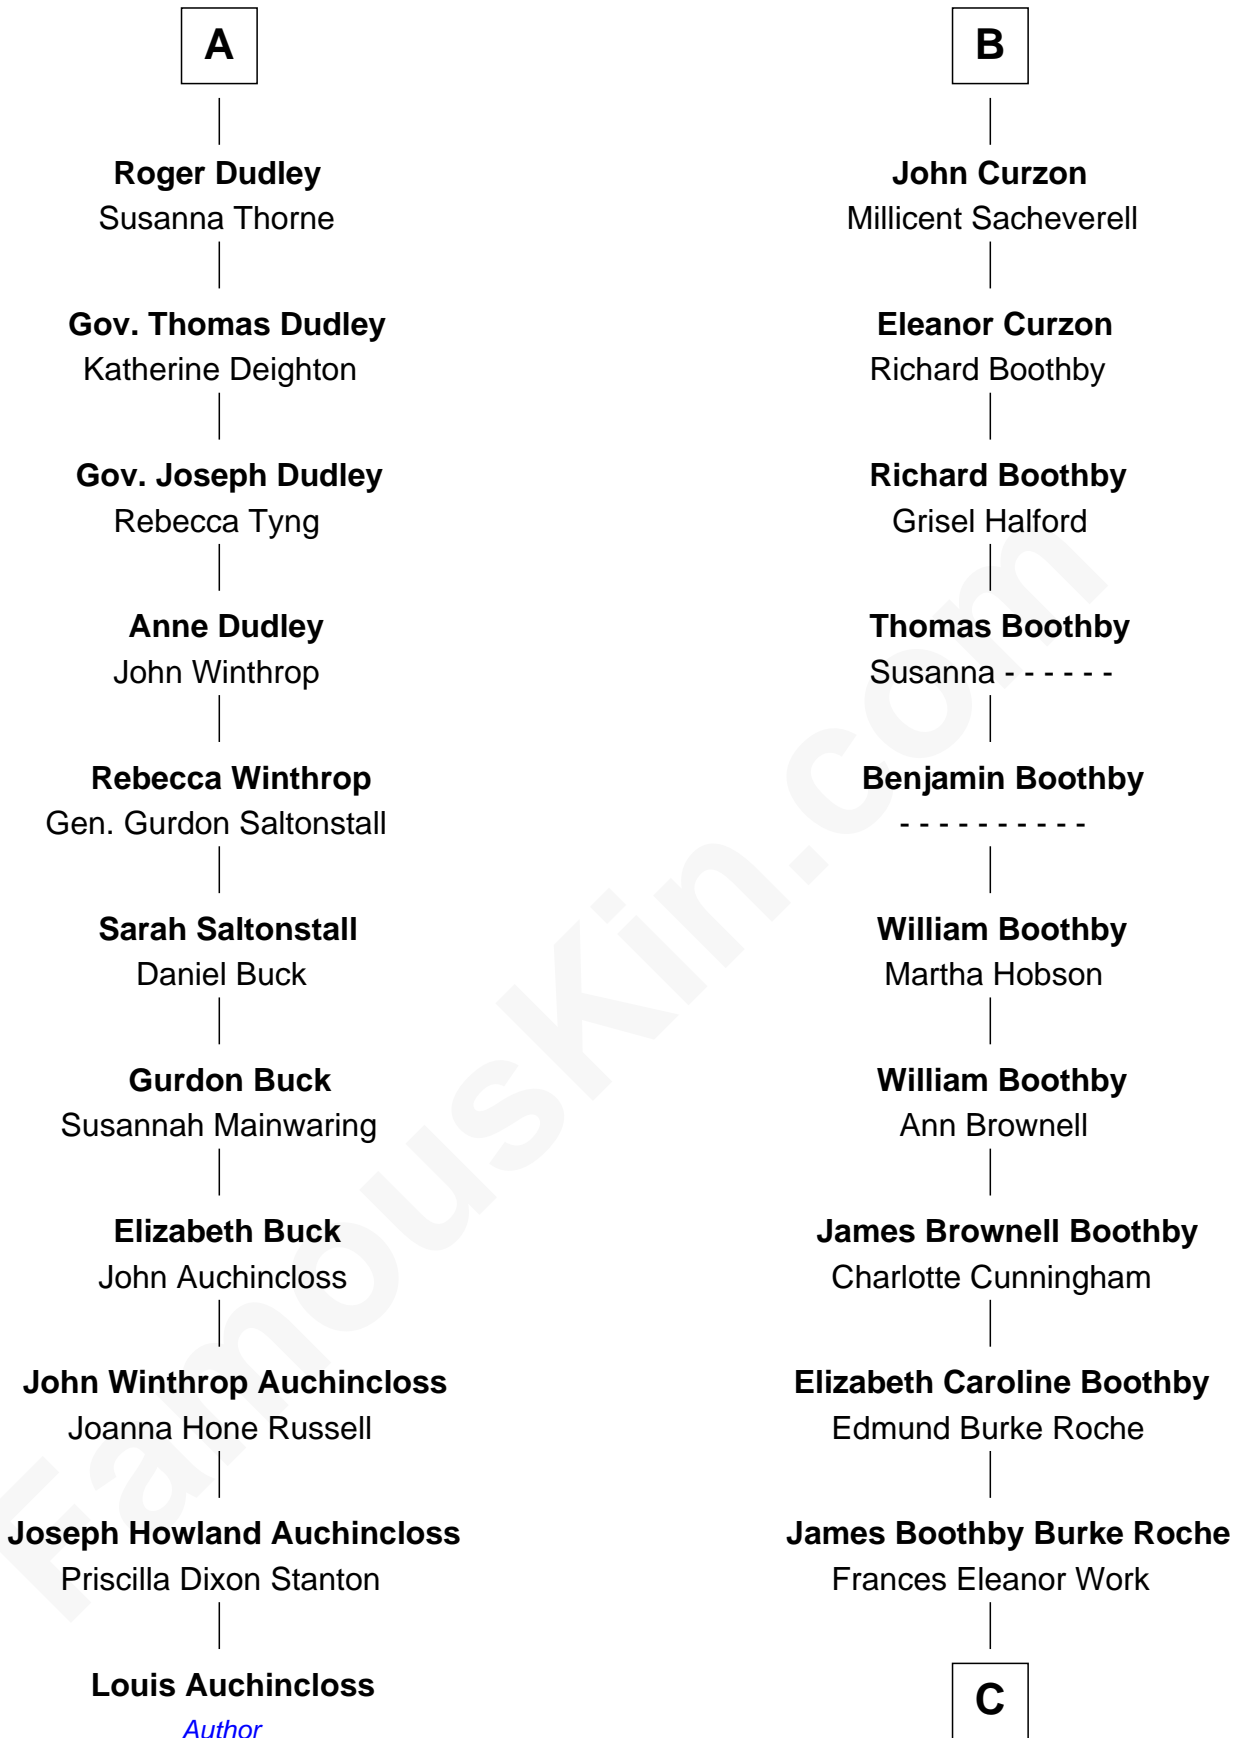 A
Roger Dudley
Susanna Thorne
Gov. Thomas Dudley
Katherine Deighton
Gov. Joseph Dudley
Rebecca Tyng
Anne Dudley
John Winthrop
Rebecca Winthrop
Gen. Gurdon Saltonstall
Sarah Saltonstall
Daniel Buck
Gurdon Buck
Susannah Mainwaring
Elizabeth Buck
John Auchincloss
John Winthrop Auchincloss
Joanna Hone Russell
Joseph Howland Auchincloss
Priscilla Dixon Stanton
Louis Auchincloss
Author
B
John Curzon
Millicent Sacheverell
Eleanor Curzon
Richard Boothby
Richard Boothby
Grisel Halford
Thomas Boothby
Susanna - - - - - -
Benjamin Boothby
- - - - - - - - - -
William Boothby
Martha Hobson
William Boothby
Ann Brownell
James Brownell Boothby
Charlotte Cunningham
Elizabeth Caroline Boothby
Edmund Burke Roche
James Boothby Burke Roche
Frances Eleanor Work
C
FamousKin.com